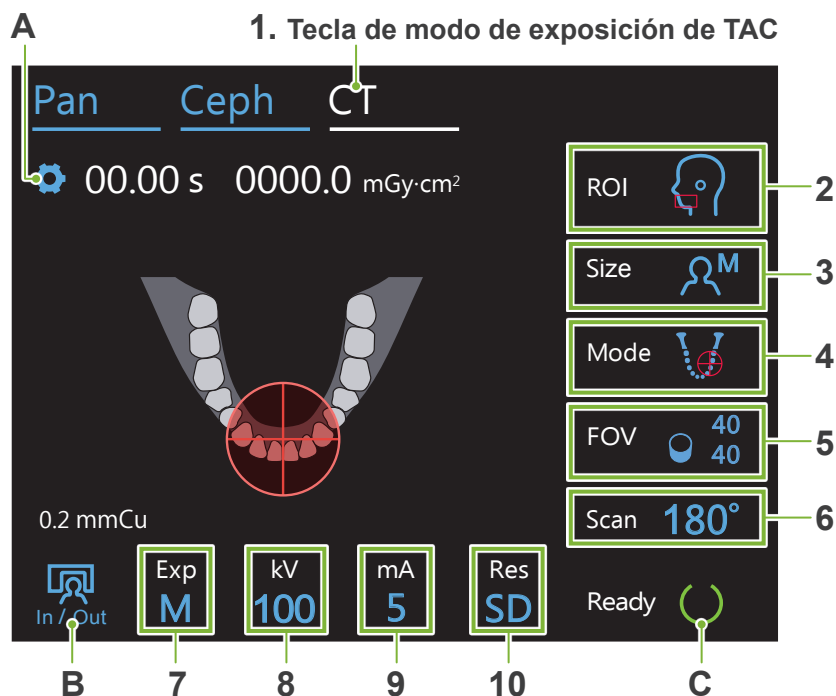 A
1. Tecla de modo de exposición de TAC
Pan Ceph CT
00.00 s 0000.0 mGy·cm²
ROI
2
Size M
3
Mode
4
FOV 40
40
5
0.2 mmCu
Scan 180°
6
In / Out
Exp
M
kV
100
mA
5
Res
SD
Ready
B 7 8 9 10 C